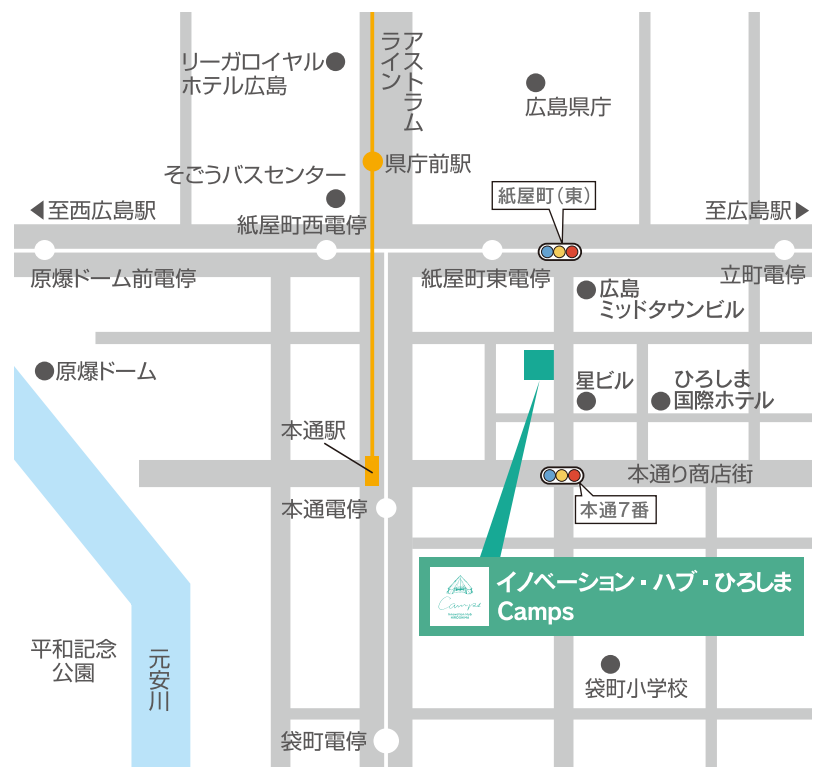 リーガロイヤル
ホテル広島
アストラム
ライン
広島県庁
県庁前駅
そごうバスセンター
紙屋町（東）
◀至西広島駅
紙屋町西電停
至広島駅▶
原爆ドーム前電停
紙屋町東電停
立町電停
広島
ミッドタウンビル
原爆ドーム
星ビル
ひろしま
国際ホテル
本通駅
本通り商店街
本通電停
本通7番
イノベーション・ハブ・ひろしま
Camps
Camps
平和記念
公園
元安川
袋町小学校
袋町電停